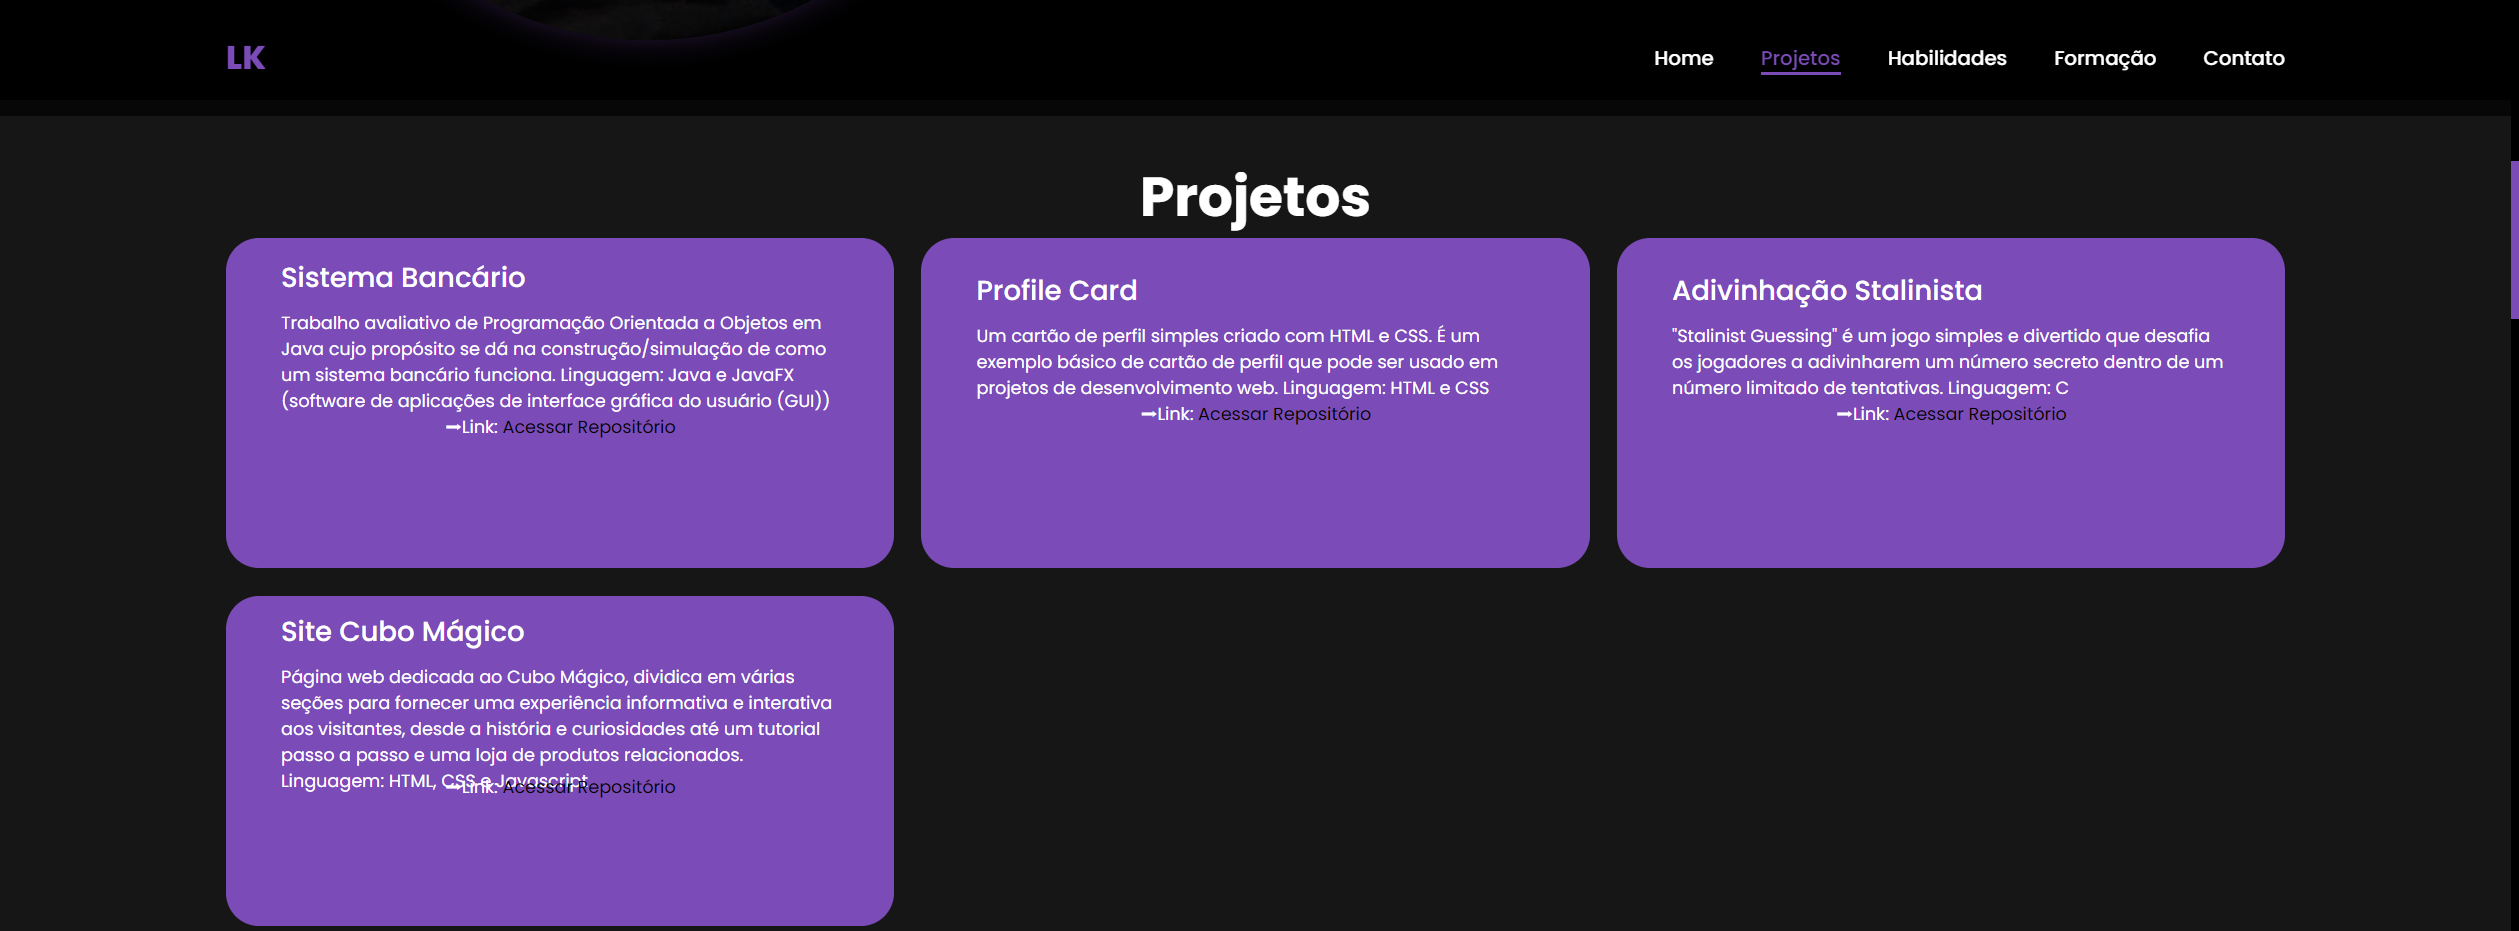 LK
Home Projetos Habilidades Formação Contato
Projetos
Sistema Bancário
Trabalho avaliativo de Programação Orientada a Objetos em
Java cujo propósito se dá na construção/simulação de como
um sistema bancário funciona. Linguagem: Java e JavaFX
(software de aplicações de interface gráfica do usuário (GUI))
➞Link: Acessar Repositório
Profile Card
Um cartão de perfil simples criado com HTML e CSS. É um
exemplo básico de cartão de perfil que pode ser usado em
projetos de desenvolvimento web. Linguagem: HTML e CSS
➞Link: Acessar Repositório
Adivinhação Stalinista
"Stalinist Guessing" é um jogo simples e divertido que desafia
os jogadores a adivinharem um número secreto dentro de um
número limitado de tentativas. Linguagem: C
➞Link: Acessar Repositório
Site Cubo Mágico
Página web dedicada ao Cubo Mágico, dividica em várias
seções para fornecer uma experiência informativa e interativa
aos visitantes, desde a história e curiosidades até um tutorial
passo a passo e uma loja de produtos relacionados.
Linguagem: HTML, CSS e Javascript
➞Link: Acessar Repositório